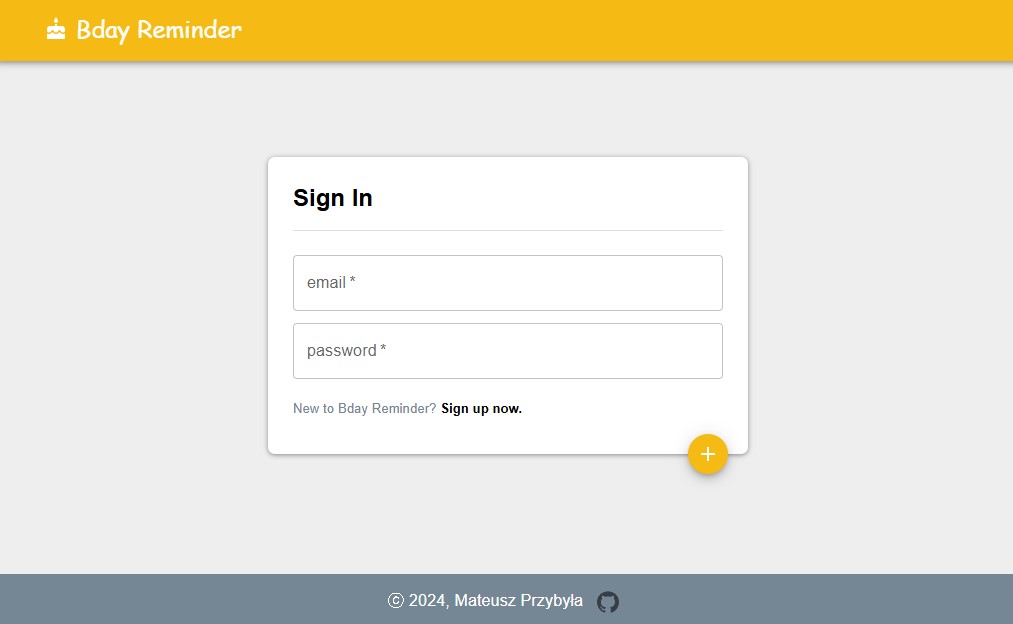 Bday Reminder
Sign In
email *
password *
New to Bday Reminder? Sign up now.
© 2024, Mateusz Przybyła